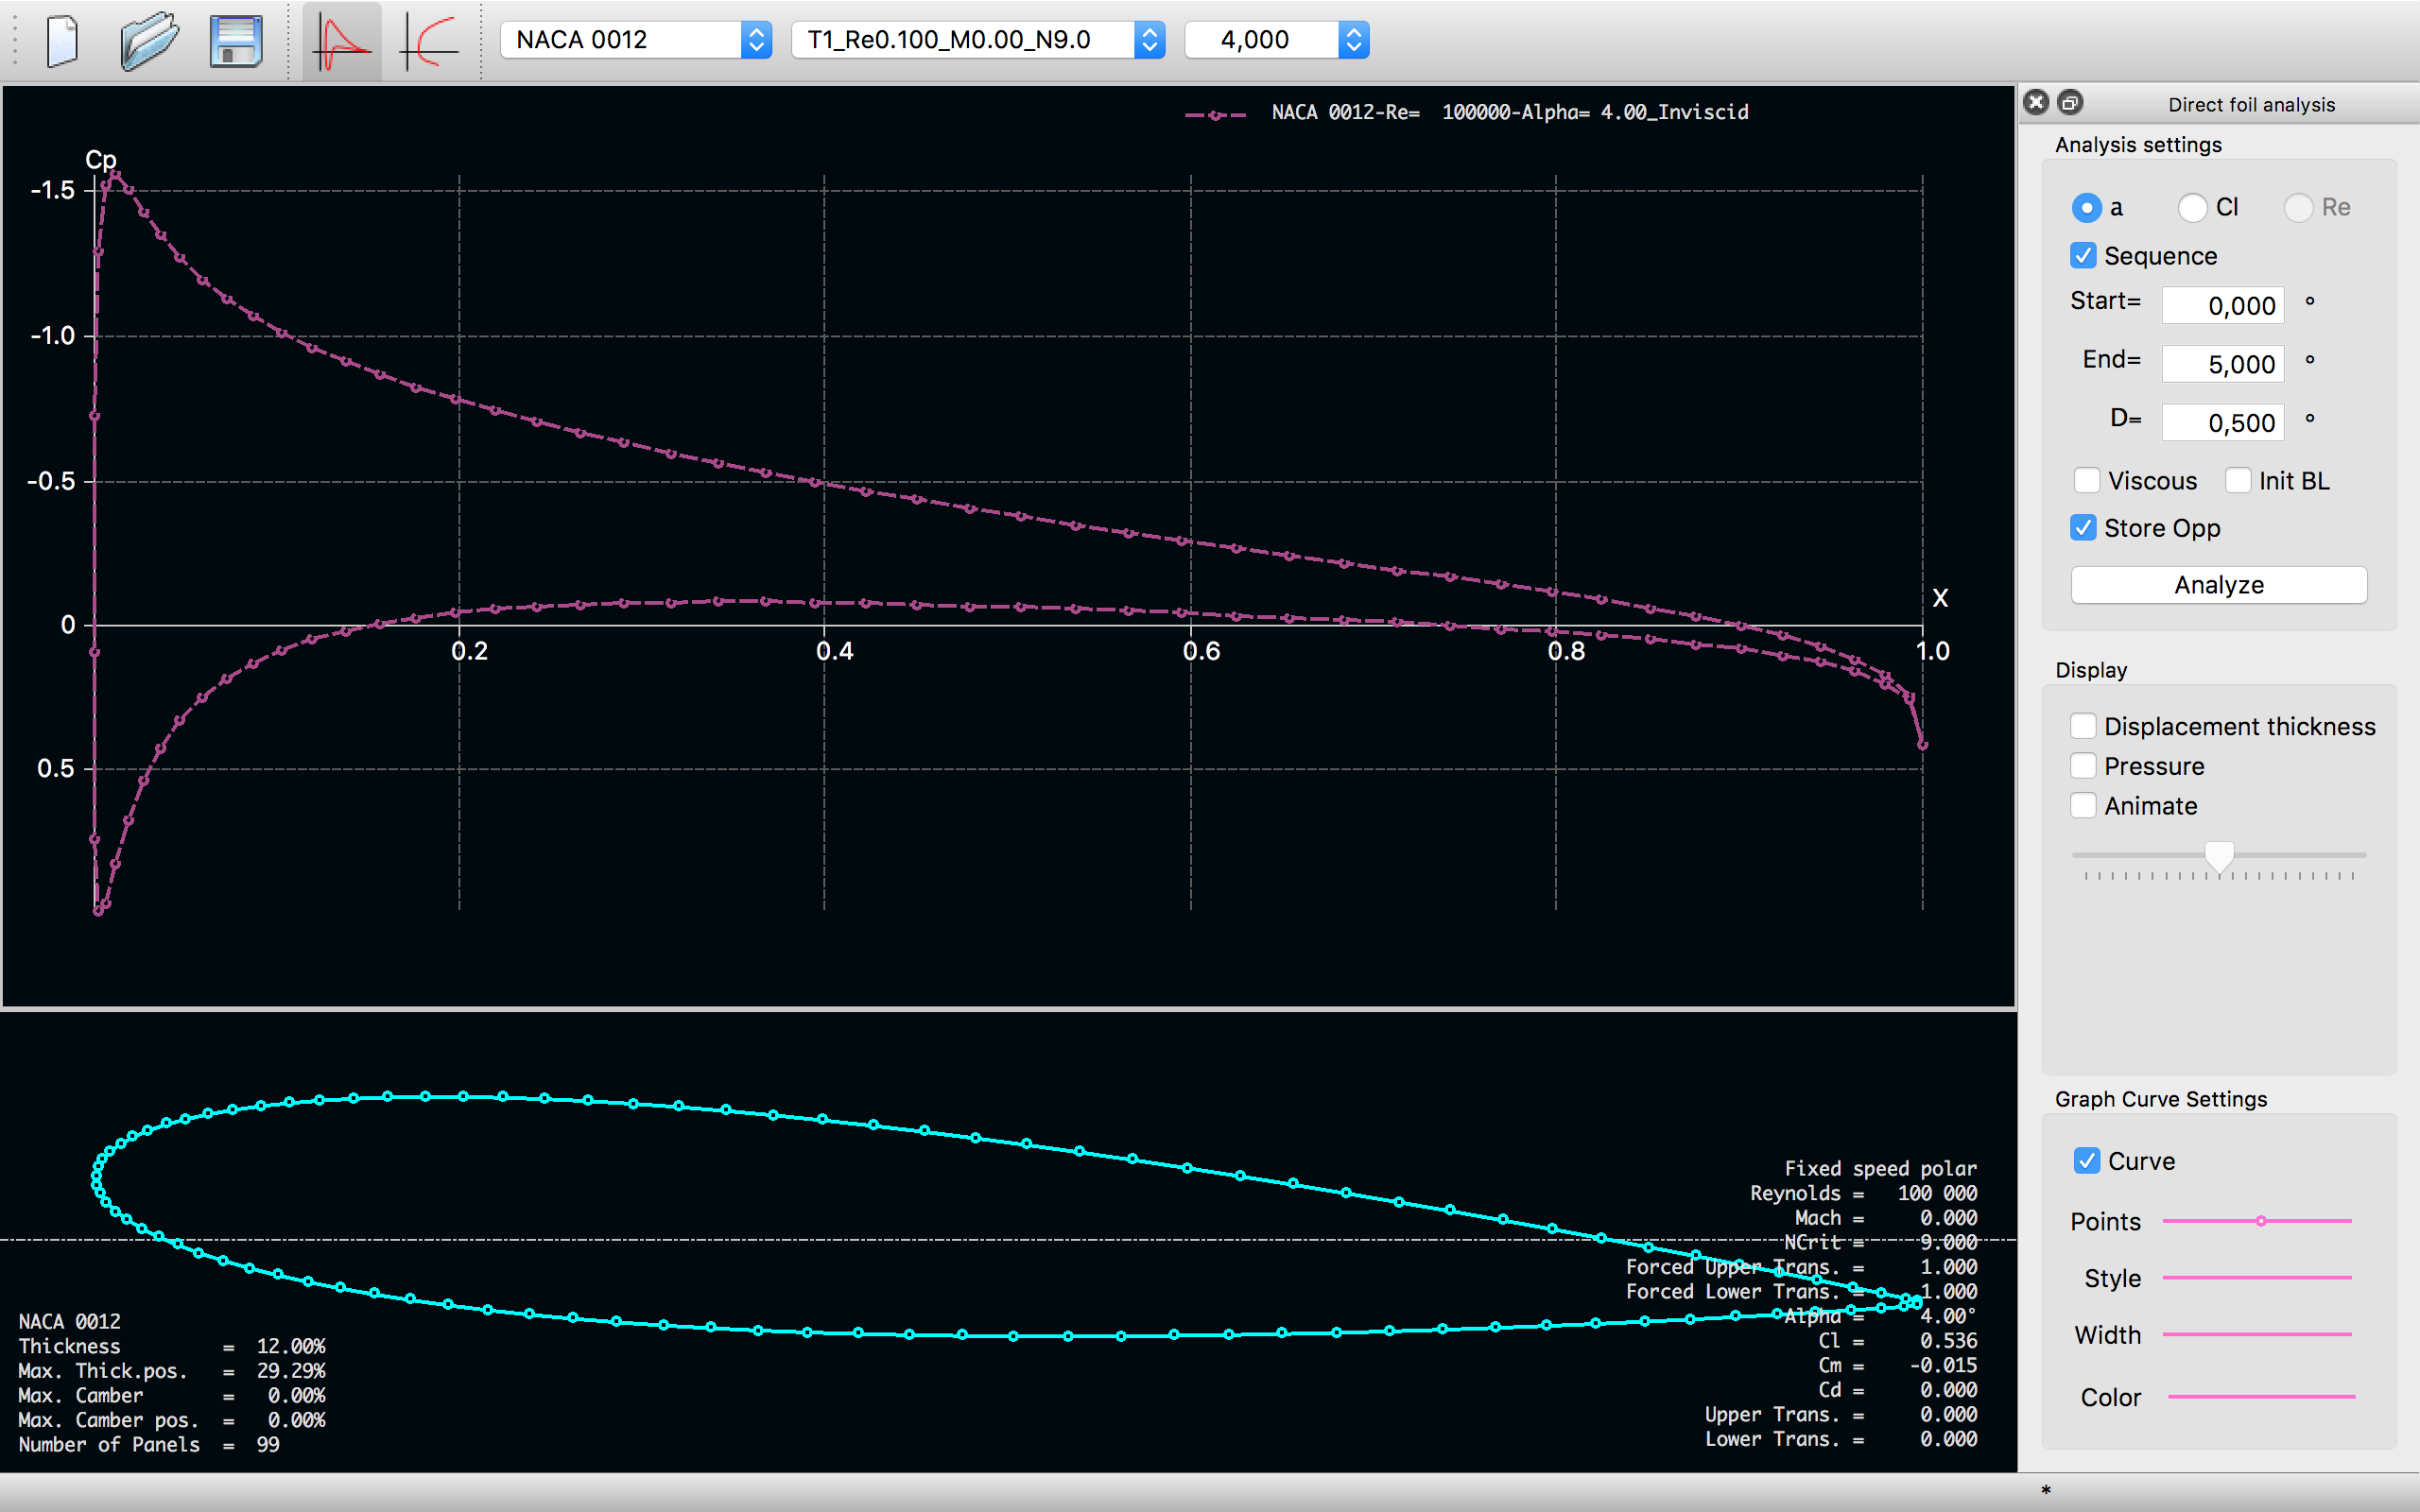 NACA 0012 T1_Re0.100_M0.00_N9.0 4,000
NACA 0012-Re= 100000-Alpha= 4.00_Inviscid
Cp
-1.5
-1.0
-0.5
0
0.5
X
0.2 0.4 0.6 0.8 1.0
Direct foil analysis
Analysis settings
a Cl Re
Sequence
Start= 0,000 °
End= 5,000 °
D= 0,500 °
Viscous Init BL
Store Opp
Analyze
Display
Displacement thickness
Pressure
Animate
Graph Curve Settings
Curve
Points
Style
Width
Color
NACA 0012
Thickness = 12.00%
Max. Thick.pos. = 29.29%
Max. Camber = 0.00%
Max. Camber pos. = 0.00%
Number of Panels = 99
Fixed speed polar
Reynolds = 100 000
Mach = 0.000
NCrit = 9.000
Forced Upper Trans. = 1.000
Forced Lower Trans. = 1.000
Alpha = 4.00°
Cl = 0.536
Cm = -0.015
Cd = 0.000
Upper Trans. = 0.000
Lower Trans. = 0.000
*